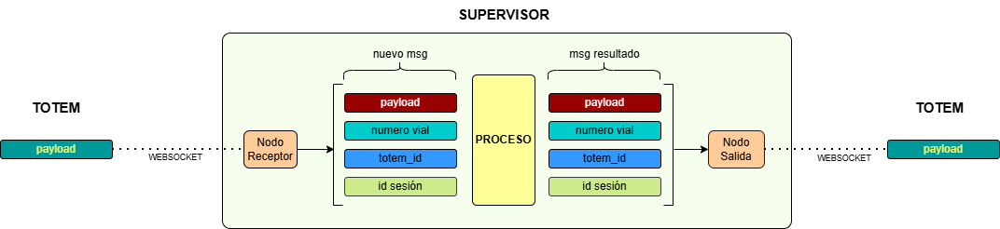 SUPERVISOR
nuevo msg
msg resultado
TOTEM
payload
WEBSOCKET
Nodo
Receptor
payload
numero vial
totem_id
id sesión
PROCESO
payload
numero vial
totem_id
id sesión
Nodo
Salida
WEBSOCKET
TOTEM
payload